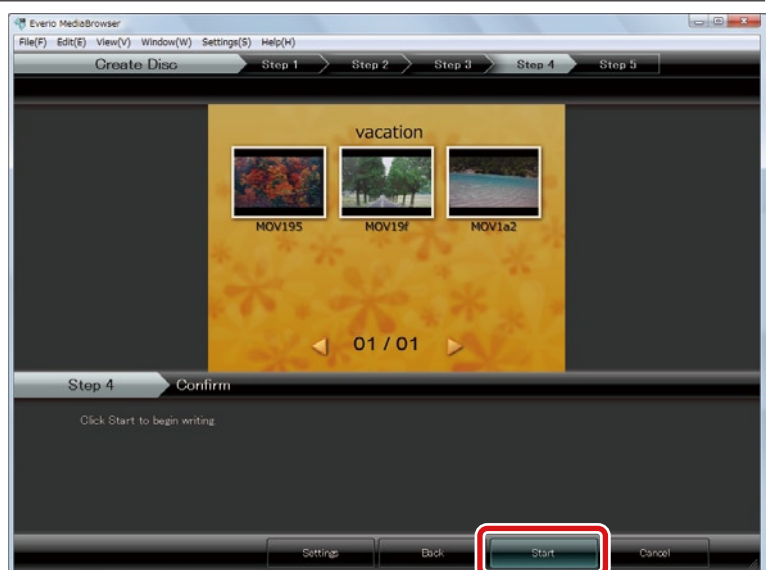 Everio MediaBrowser
File(F) Edit(E) View(V) Window(W) Settings(S) Help(H)
Create Disc Step 1 Step 2 Step 3 Step 4 Step 5
vacation
MOV195 MOV19f MOV1a2
01 / 01
Step 4 Confirm
Click Start to begin writing.
Settings Back Start Cancel